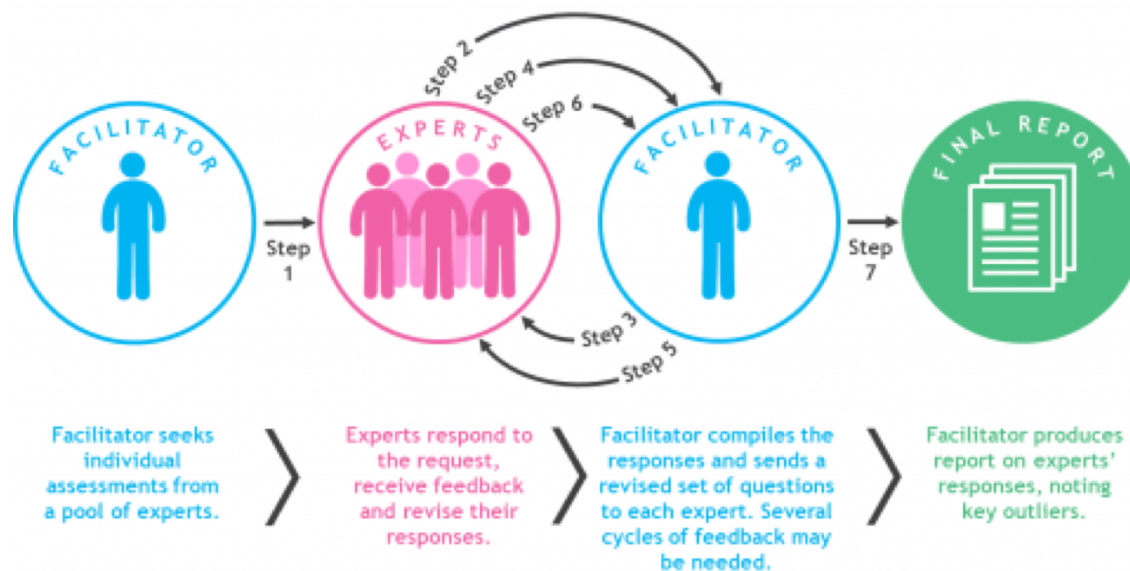 Step 2
Step 4
Step 6
FACILITATOR
EXPERTS
FACILITATOR
FINAL REPORT
Step
1
Step
7
Step 3
Step 5
Facilitator seeks
individual
assessments from
a pool of experts.
Experts respond to
the request,
receive feedback
and revise their
responses.
Facilitator compiles the
responses and sends a
revised set of questions
to each expert. Several
cycles of feedback may
be needed.
Facilitator produces
report on experts'
responses, noting
key outliers.